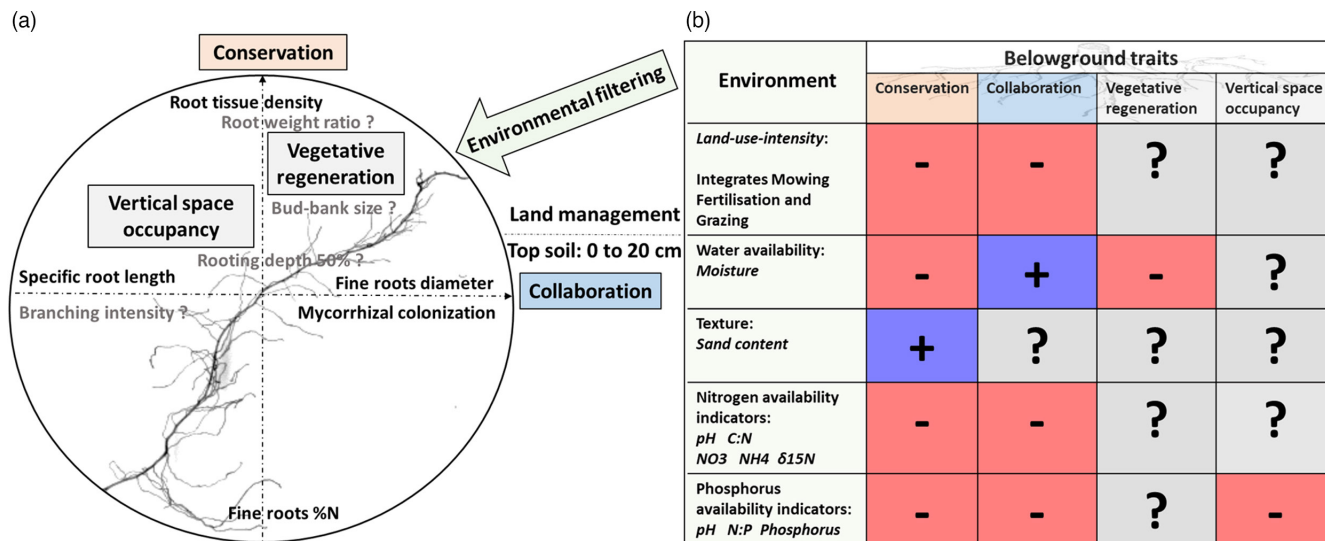 (a)
Conservation
Root tissue density
Root weight ratio ?
Environmental filtering
Vegetative
regeneration
Vertical space
occupancy
Bud-bank size ?
Land management
Rooting depth 50% ?
Top soil: 0 to 20 cm
Specific root length
Fine roots diameter
Collaboration
Branching intensity ?
Mycorrhizal colonization
Fine roots %N
(b)
Environment
Belowground traits
Conservation
Collaboration
Vegetative
regeneration
Vertical space
occupancy
Land-use-intensity:
Integrates Mowing
Fertilisation and
Grazing
- - ? ?
Water availability:
Moisture
- + - ?
Texture:
Sand content
+ ? ? ?
Nitrogen availability
indicators:
pH C:N
NO3 NH4 δ15N
- - ? ?
Phosphorus
availability indicators:
pH N:P Phosphorus
- - ? -